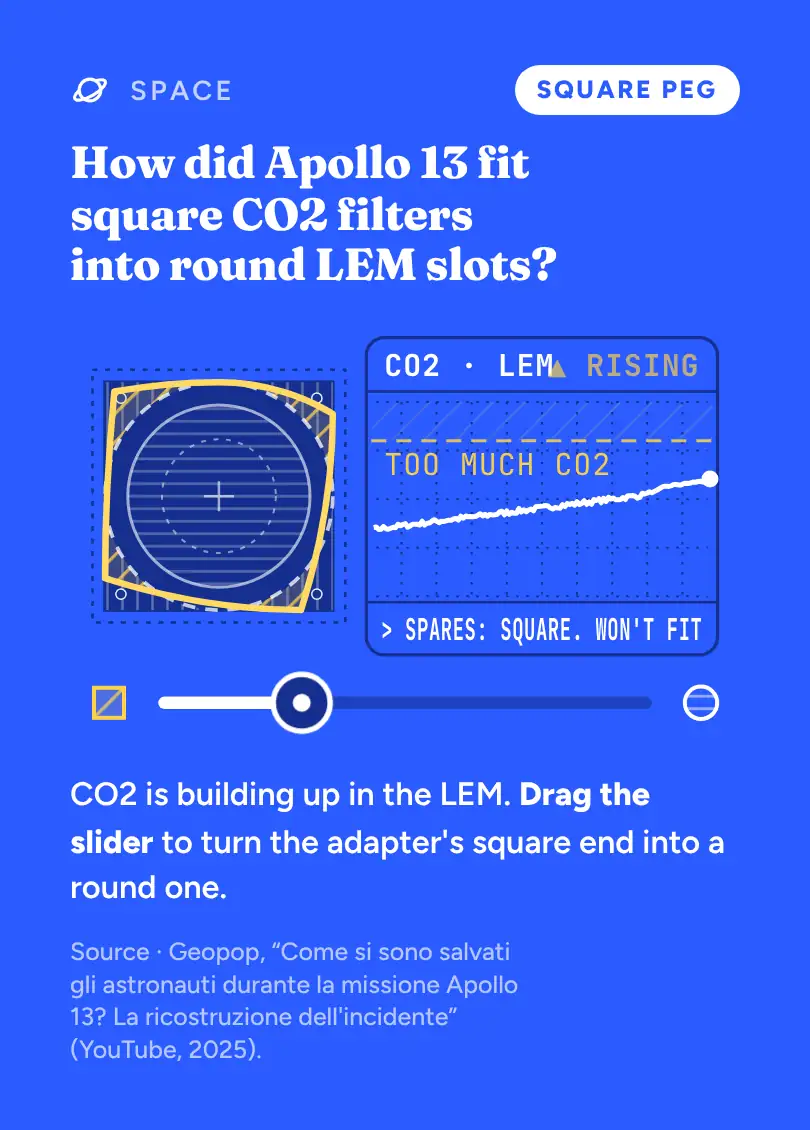 SPACE
SQUARE PEG
How did Apollo 13 fit
square CO2 filters
into round LEM slots?
CO2 · LEM▲ RISING
TOO MUCH CO2
> SPARES: SQUARE. WON'T FIT
CO2 is building up in the LEM. Drag the
slider to turn the adapter's square end into a
round one.
Source · Geopop, “Come si sono salvati
gli astronauti durante la missione Apollo
13? La ricostruzione dell'incidente”
(YouTube, 2025).